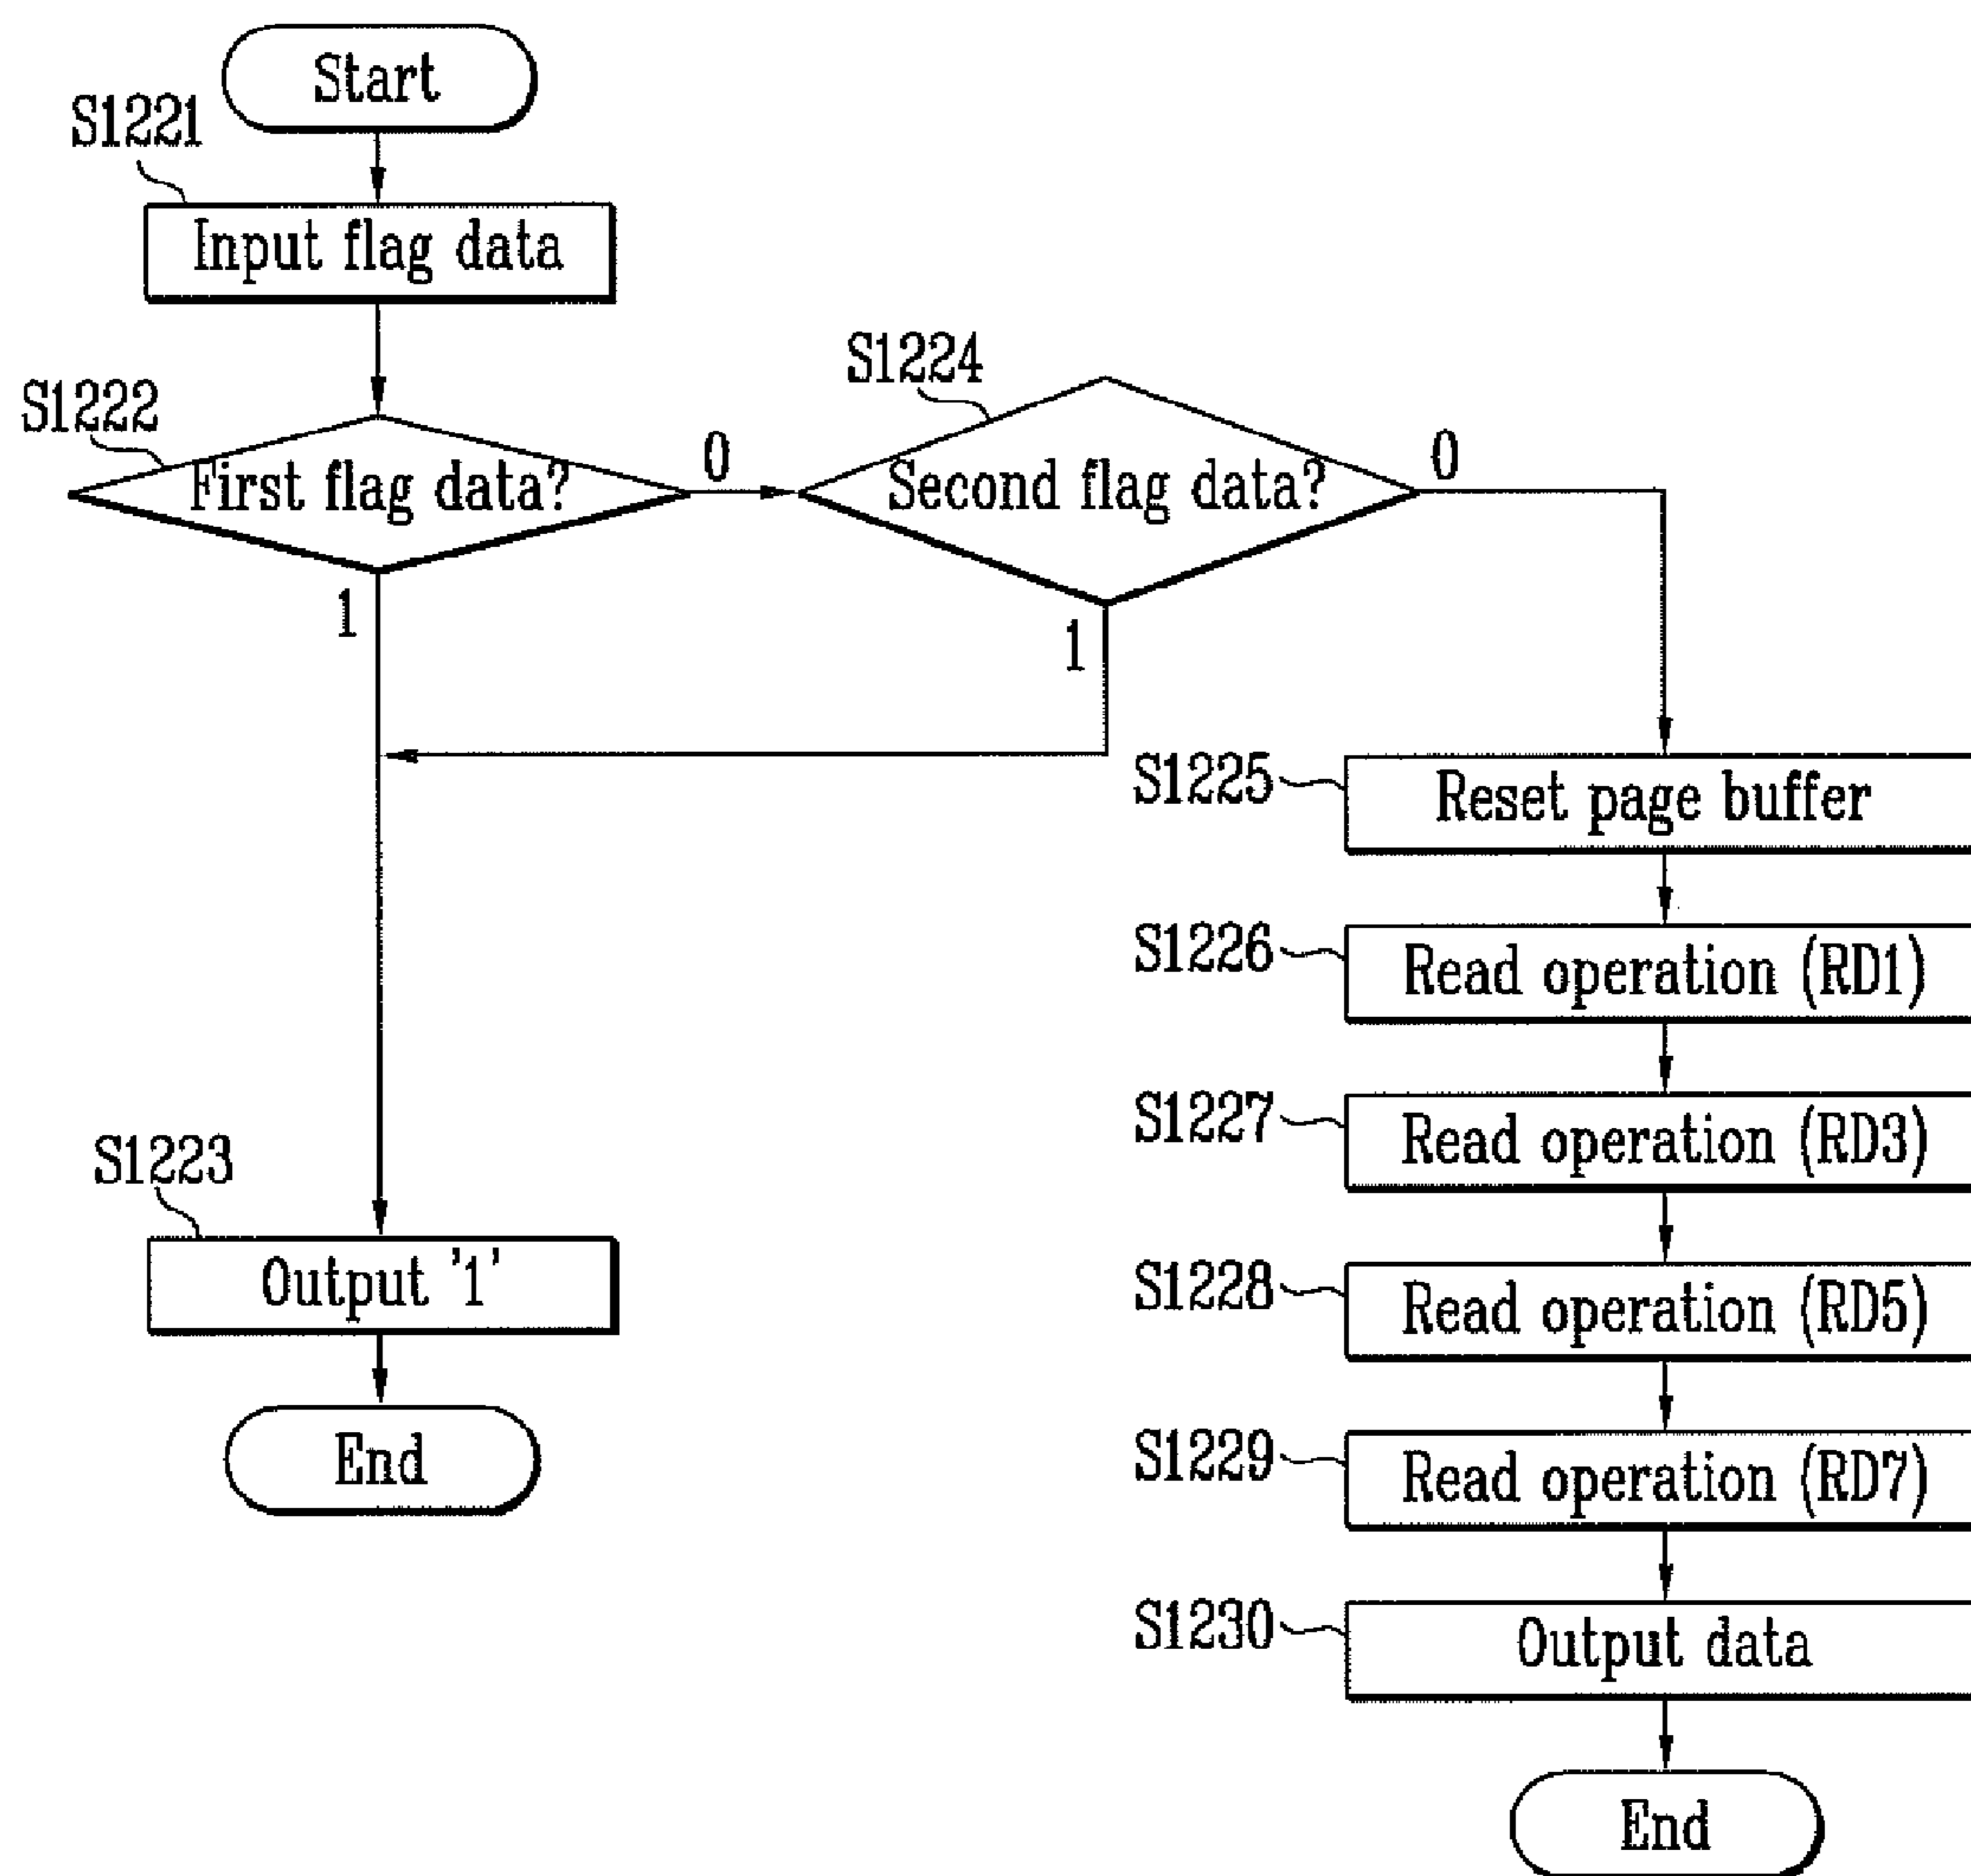 Start
S1221
Input flag data
S1222
First flag data?
0
1
S1224
Second flag data?
0
1
S1225
Reset page buffer
S1226
Read operation (RD1)
S1227
Read operation (RD3)
S1223
Output '1'
S1228
Read operation (RD5)
End
S1229
Read operation (RD7)
S1230
Output data
End